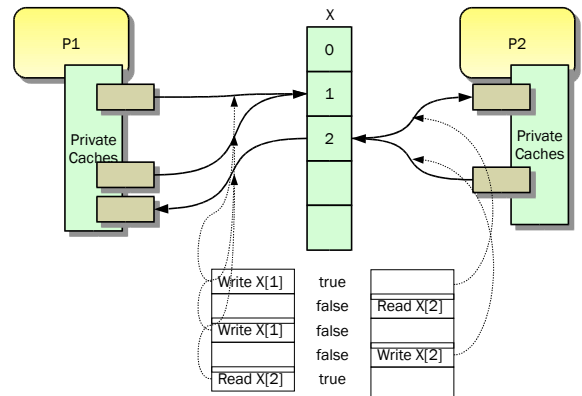 X
P1
P2
0
1
2
Private
Caches
Private
Caches
Write X[1]
true
false
Read X[2]
Write X[1]
false
false
Write X[2]
Read X[2]
true